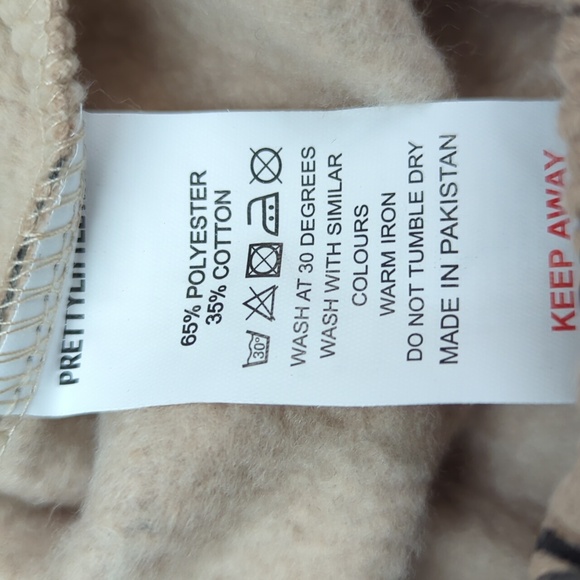 65% POLYESTER
35% COTTON
30°
WASH AT 30 DEGREES
WASH WITH SIMILAR
COLOURS
WARM IRON
DO NOT TUMBLE DRY
MADE IN PAKISTAN
KEEP AWAY